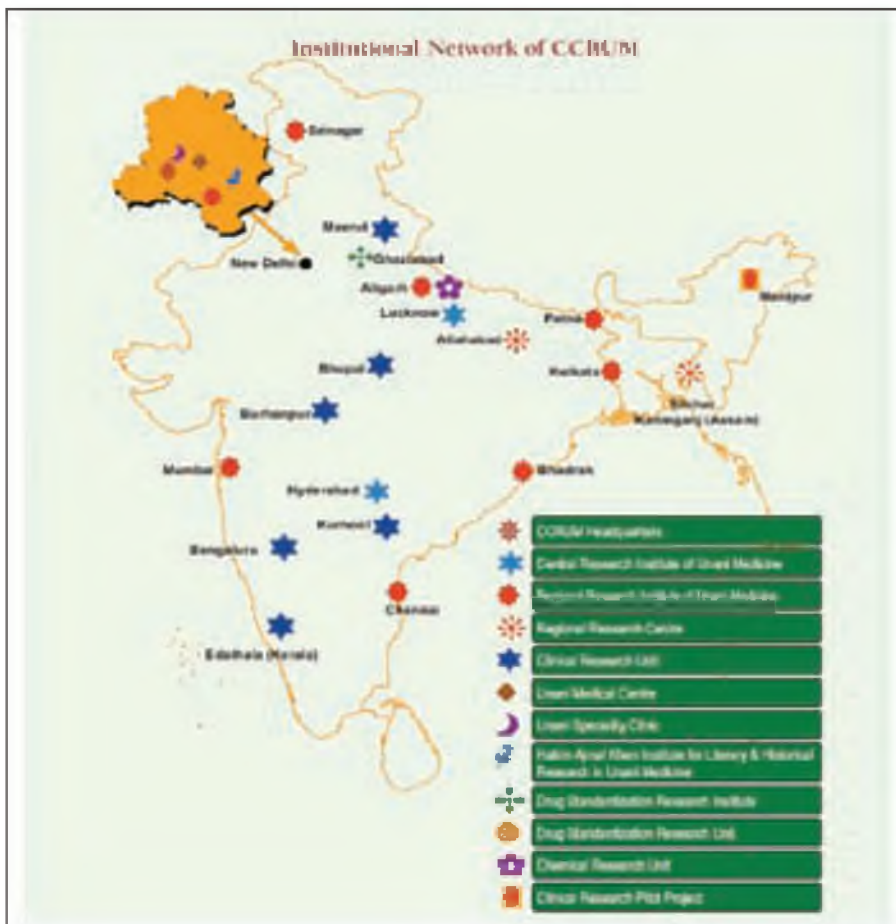 Institutional Network of CCRUM
Srinagar
Meerut
New Delhi
Ghaziabad
Aligarh
Lucknow
Allahabad
Patna
Manipur
Bhopal
Kolkata
Burhanpur
Silchar
Karimganj (Assam)
Mumbai
Bhadrak
Hyderabad
Kurnool
Bengaluru
Chennai
Edathala (Kerala)
CCRUM Headquarters
Central Research Institute of Unani Medicine
Regional Research Institute of Unani Medicine
Regional Research Centre
Clinical Research Unit
Unani Medical Centre
Unani Speciality Clinic
Hakim Ajmal Khan Institute for Literary & Historical
Research in Unani Medicine
Drug Standardization Research Institute
Drug Standardization Research Unit
Chemical Research Unit
Clinical Research Pilot Project